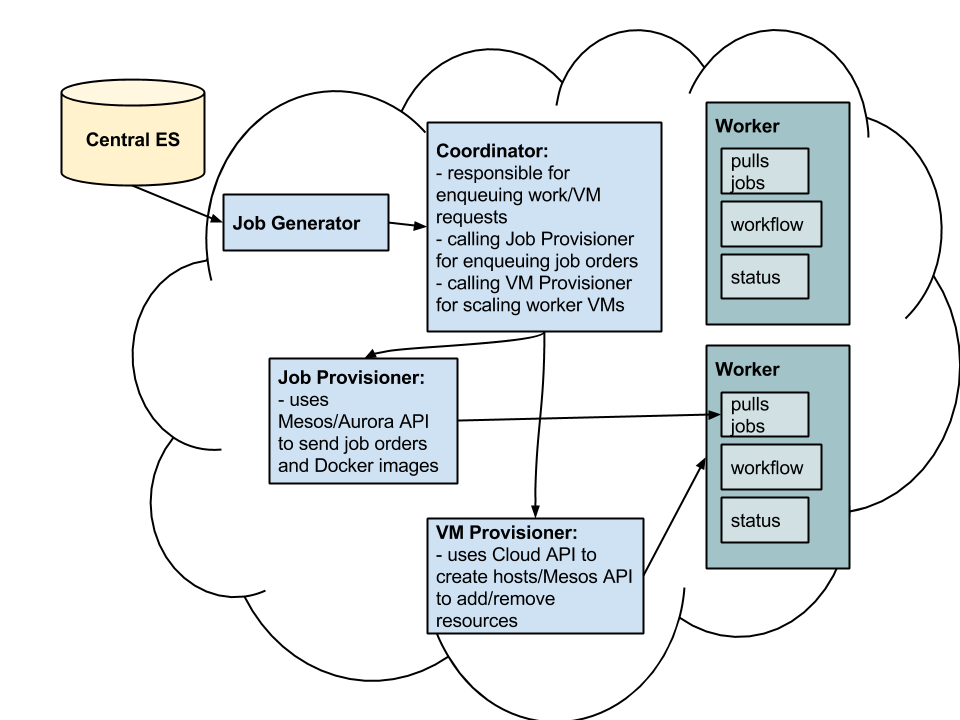 Central ES
Job Generator
Coordinator:
- responsible for
enqueuing work/VM
requests
- calling Job Provisioner
for enqueuing job orders
- calling VM Provisioner
for scaling worker VMs
Worker
pulls
jobs
workflow
status
Job Provisioner:
- uses
Mesos/Aurora API
to send job orders
and Docker images
Worker
pulls
jobs
workflow
status
VM Provisioner:
- uses Cloud API to
create hosts/Mesos API
to add/remove
resources